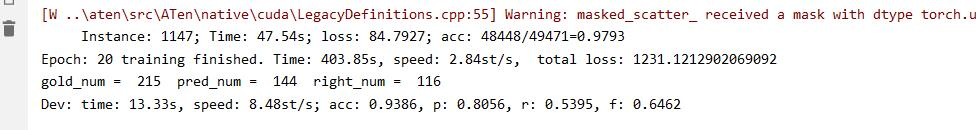 [W ..\aten\src\ATen\native\cuda\LegacyDefinitions.cpp:55] Warning: masked_scatter_ received a mask with dtype torch.u
Instance: 1147; Time: 47.54s; loss: 84.7927; acc: 48448/49471=0.9793
Epoch: 20 training finished. Time: 403.85s, speed: 2.84st/s,  total loss: 1231.1212902069092
gold_num =  215  pred_num =  144  right_num =  116
Dev: time: 13.33s, speed: 8.48st/s; acc: 0.9386, p: 0.8056, r: 0.5395, f: 0.6462